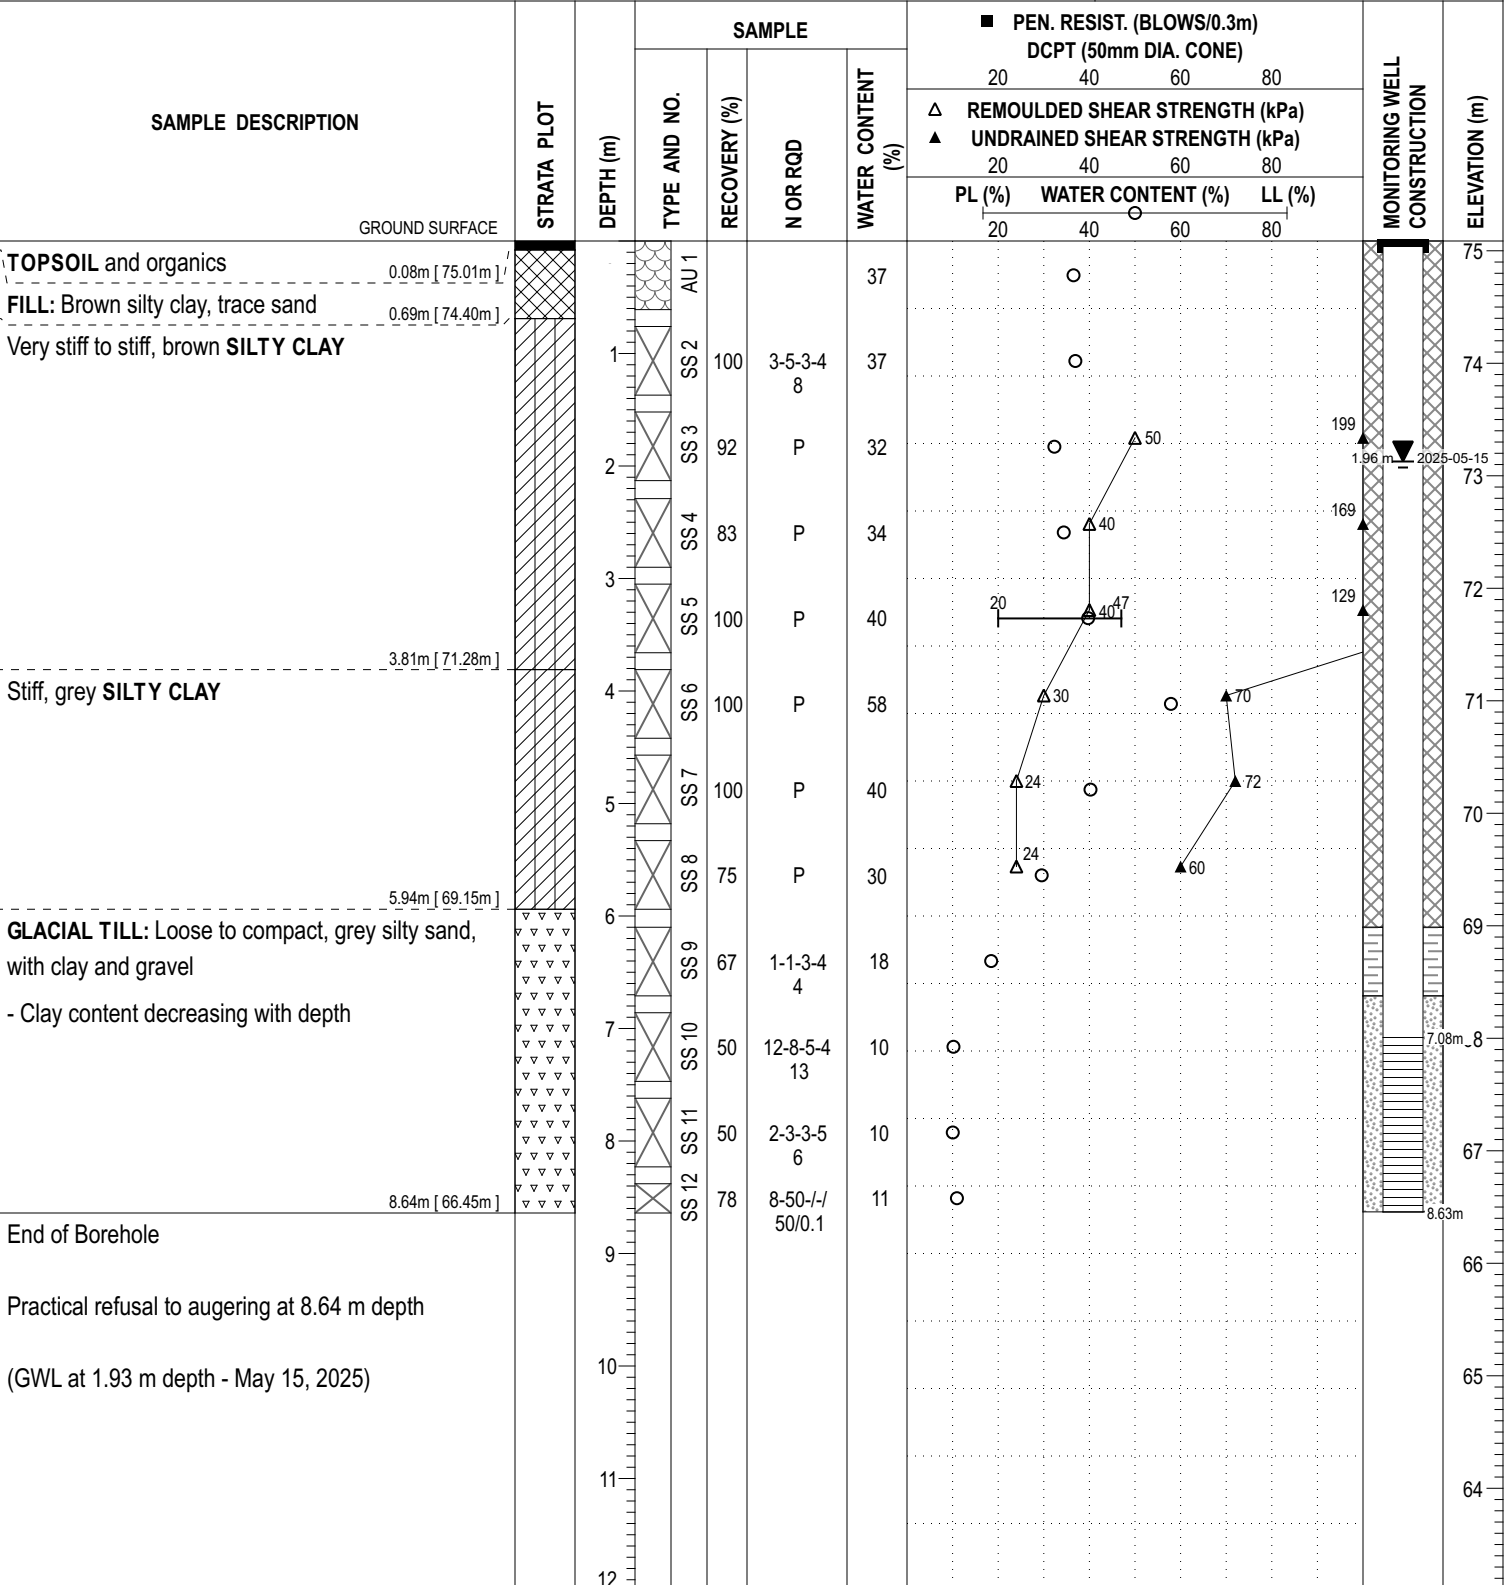 SAMPLE DESCRIPTION
GROUND SURFACE
STRATA PLOT
DEPTH (m)
SAMPLE
TYPE AND NO.
RECOVERY (%)
N OR RQD
WATER CONTENT
(%)
■ PEN. RESIST. (BLOWS/0.3m)
DCPT (50mm DIA. CONE)
20 40 60 80
△ REMOULDED SHEAR STRENGTH (kPa)
▲ UNDRAINED SHEAR STRENGTH (kPa)
20 40 60 80
PL (%) WATER CONTENT (%) LL (%)
20 40 60 80
MONITORING WELL
CONSTRUCTION
ELEVATION (m)
TOPSOIL and organics
0.08m [ 75.01m ]
FILL: Brown silty clay, trace sand
0.69m [ 74.40m ]
Very stiff to stiff, brown SILTY CLAY
3.81m [ 71.28m ]
Stiff, grey SILTY CLAY
5.94m [ 69.15m ]
GLACIAL TILL: Loose to compact, grey silty sand,
with clay and gravel
- Clay content decreasing with depth
8.64m [ 66.45m ]
End of Borehole
Practical refusal to augering at 8.64 m depth
(GWL at 1.93 m depth - May 15, 2025)
1
2
3
4
5
6
7
8
9
10
11
12
AU 1 37
SS 2 100 3-5-3-4 37
8
SS 3 92 P 32
SS 4 83 P 34
SS 5 100 P 40
SS 6 100 P 58
SS 7 100 P 40
SS 8 75 P 30
SS 9 67 1-1-3-4 18
4
SS 10 50 12-8-5-4 10
13
SS 11 50 2-3-3-5 10
6
SS 12 78 8-50-/-/ 11
50/0.1
50
199
40
169
20 40 47
129
30
70
24
72
24
60
1.96 m 2025-05-15
7.08m
8.63m
75
74
73
72
71
70
69
8
67
66
65
64